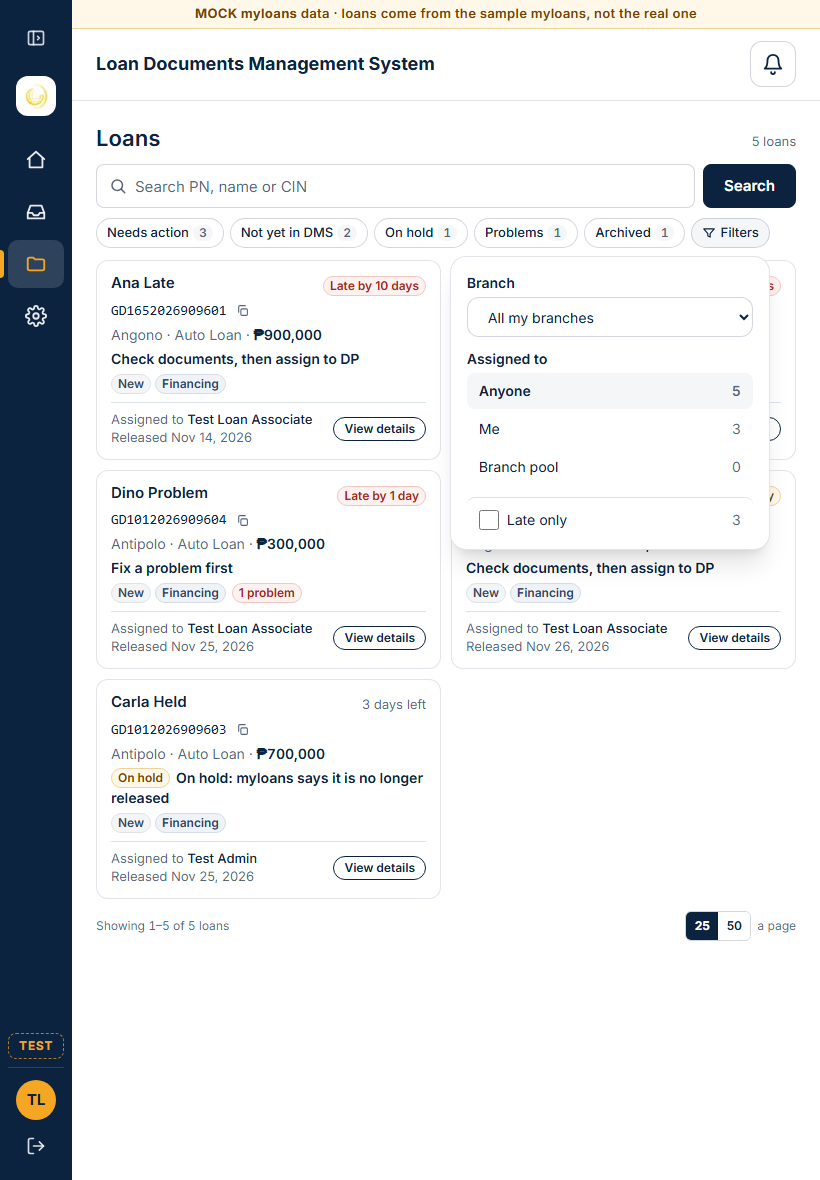 MOCK myloans data · loans come from the sample myloans, not the real one
Loan Documents Management System
Loans
5 loans
Search PN, name or CIN
Search
Needs action 3
Not yet in DMS 2
On hold 1
Problems 1
Archived 1
Filters
Ana Late
Late by 10 days
GD1652026909601
Angono · Auto Loan · ₱900,000
Check documents, then assign to DP
New Financing
Assigned to Test Loan Associate
Released Nov 14, 2026
View details
Branch
All my branches
Assigned to
Anyone 5
Me 3
Branch pool 0
Late only 3
Dino Problem
Late by 1 day
GD1012026909604
Antipolo · Auto Loan · ₱300,000
Fix a problem first
New Financing 1 problem
Assigned to Test Loan Associate
Released Nov 25, 2026
View details
Check documents, then assign to DP
New Financing
Assigned to Test Loan Associate
Released Nov 26, 2026
View details
Carla Held
3 days left
GD1012026909603
Antipolo · Auto Loan · ₱700,000
On hold On hold: myloans says it is no longer
released
New Financing
Assigned to Test Admin
Released Nov 25, 2026
View details
Showing 1–5 of 5 loans
25 50 a page
TEST
TL